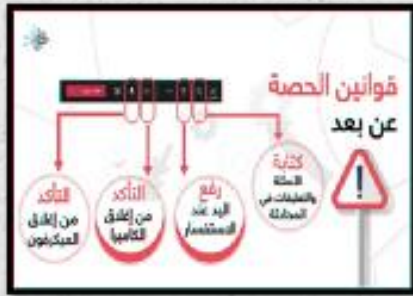 قوانين الحصة
عن بعد
كتابة
الأسئلة
والتعليقات في
المحادثة
رفع
اليد عند
الاستفسار
التأكد
من إغلاق
الكاميرا
التأكد
من إغلاق
الميكرفون